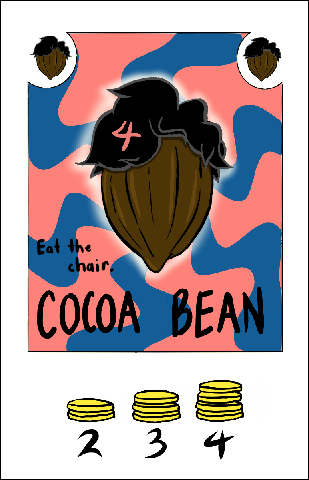 4
Eat the
chair.
COCOA BEAN
2 3 4